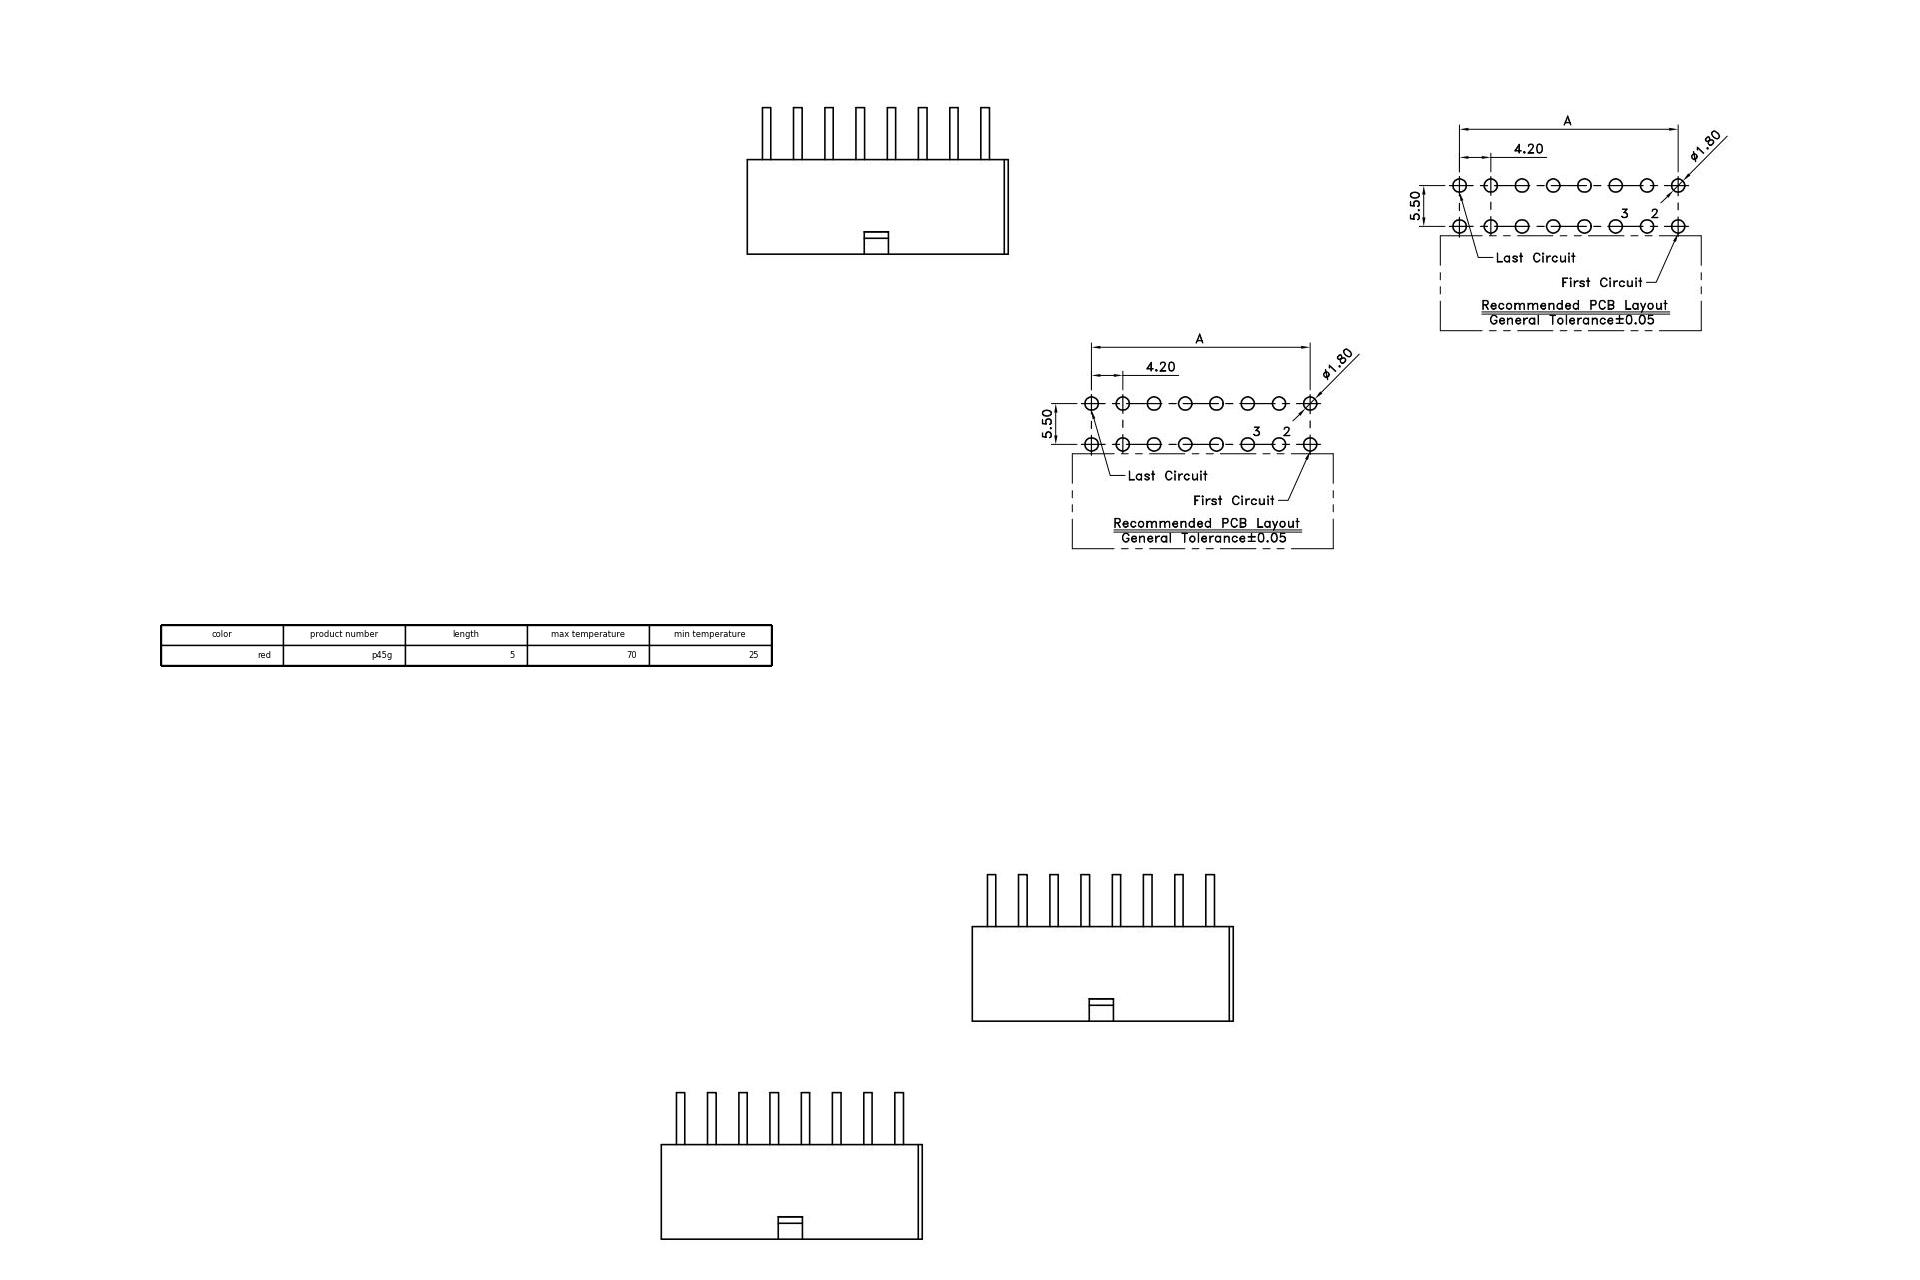 A
4.20
ø1.80
5.50
3 2
Last Circuit
First Circuit
Recommended PCB Layout
General Tolerance±0.05
A
4.20
ø1.80
5.50
3 2
Last Circuit
First Circuit
Recommended PCB Layout
General Tolerance±0.05
color product number length max temperature min temperature
red p45g 5 70 25